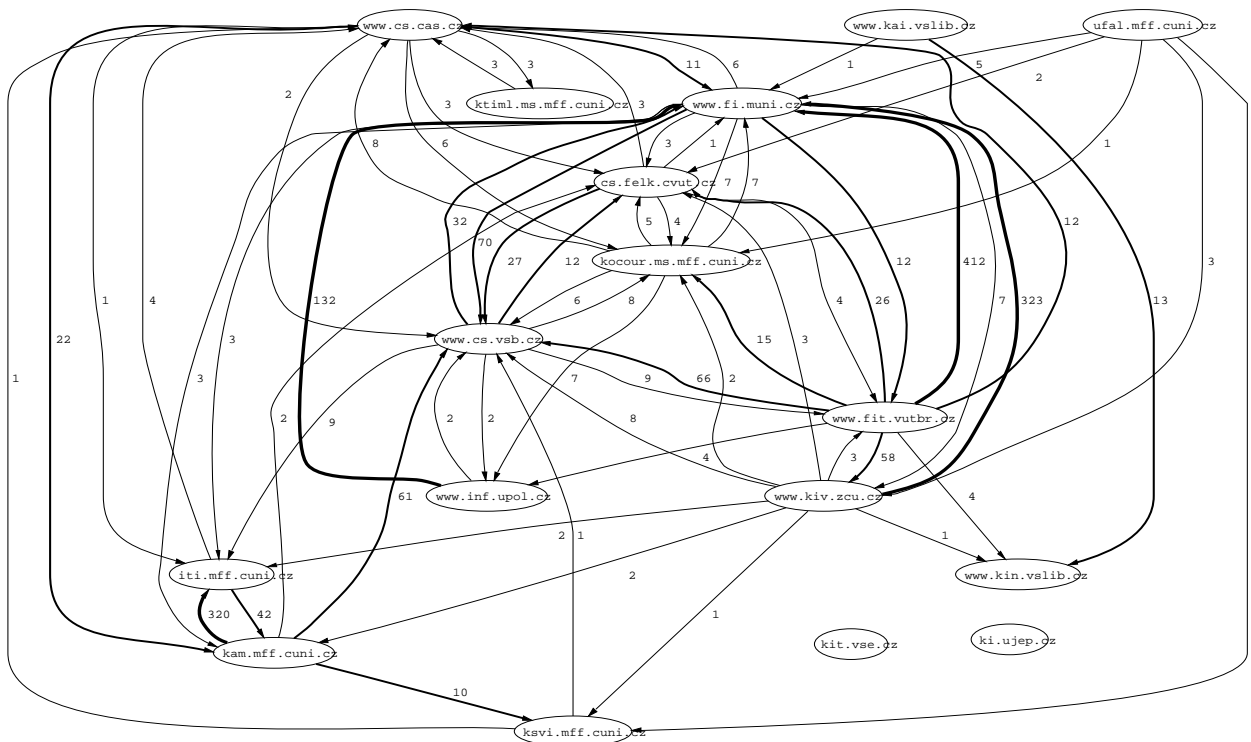 www.cs.cas.cz www.kai.vslib.cz ufal.mff.cuni.cz
3 3 11 6 1 5 2
2 ktiml.ms.mff.cuni.cz 3 3 www.fi.muni.cz
8 6 3 1 1
cs.felk.cvut.cz 7 7
32 5 4 12
70 27 12 kocour.ms.mff.cuni.cz 12 412 3
1 4 132 6 8 4 26 7 323 13
22 3 www.cs.vsb.cz 15 3
1 3 7 9 66 2
2 9 2 2 8 www.fit.vutbr.cz
4 3 58
61 www.inf.upol.cz www.kiv.zcu.cz 4
2 1 1
iti.mff.cuni.cz 2 www.kin.vslib.cz
320 42 1
kam.mff.cuni.cz kit.vse.cz ki.ujep.cz
10
ksvi.mff.cuni.cz